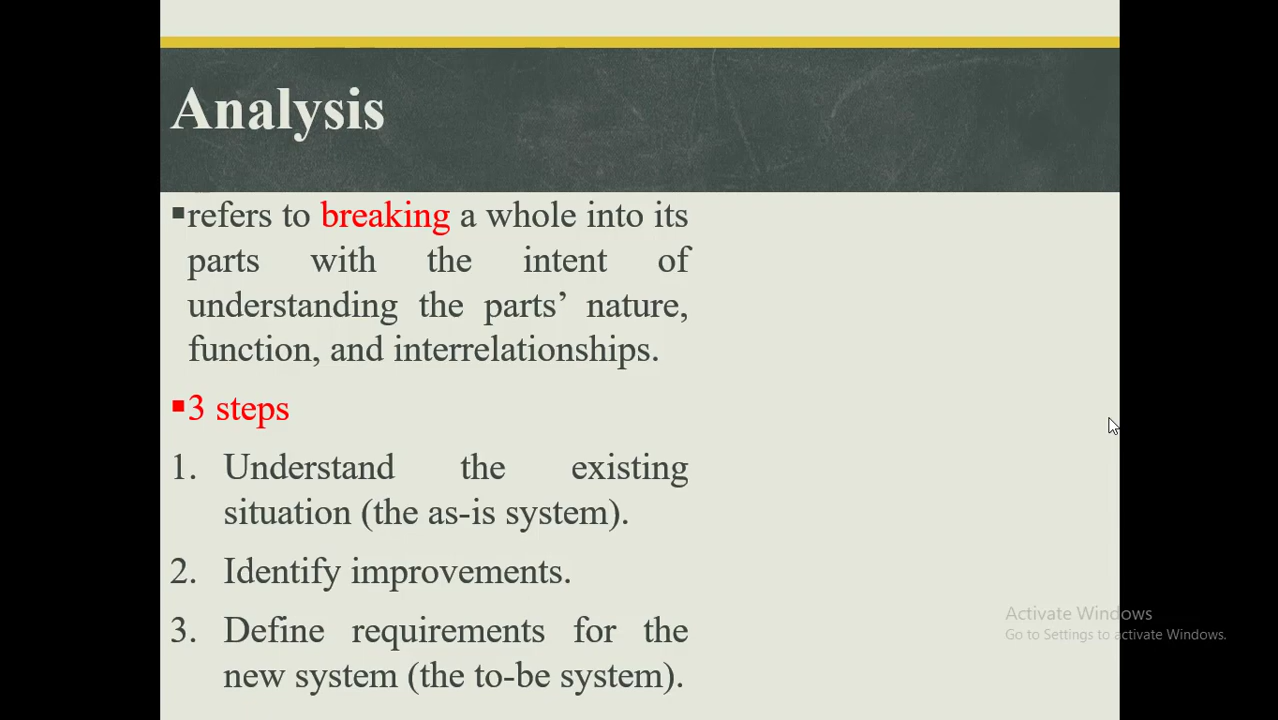 Analysis
▪refers to breaking a whole into its
parts with the intent of
understanding the parts’ nature,
function, and interrelationships.
▪3 steps
1. Understand the existing
situation (the as-is system).
2. Identify improvements.
3. Define requirements for the
new system (the to-be system).
Activate Windows
Go to Settings to activate Windows.